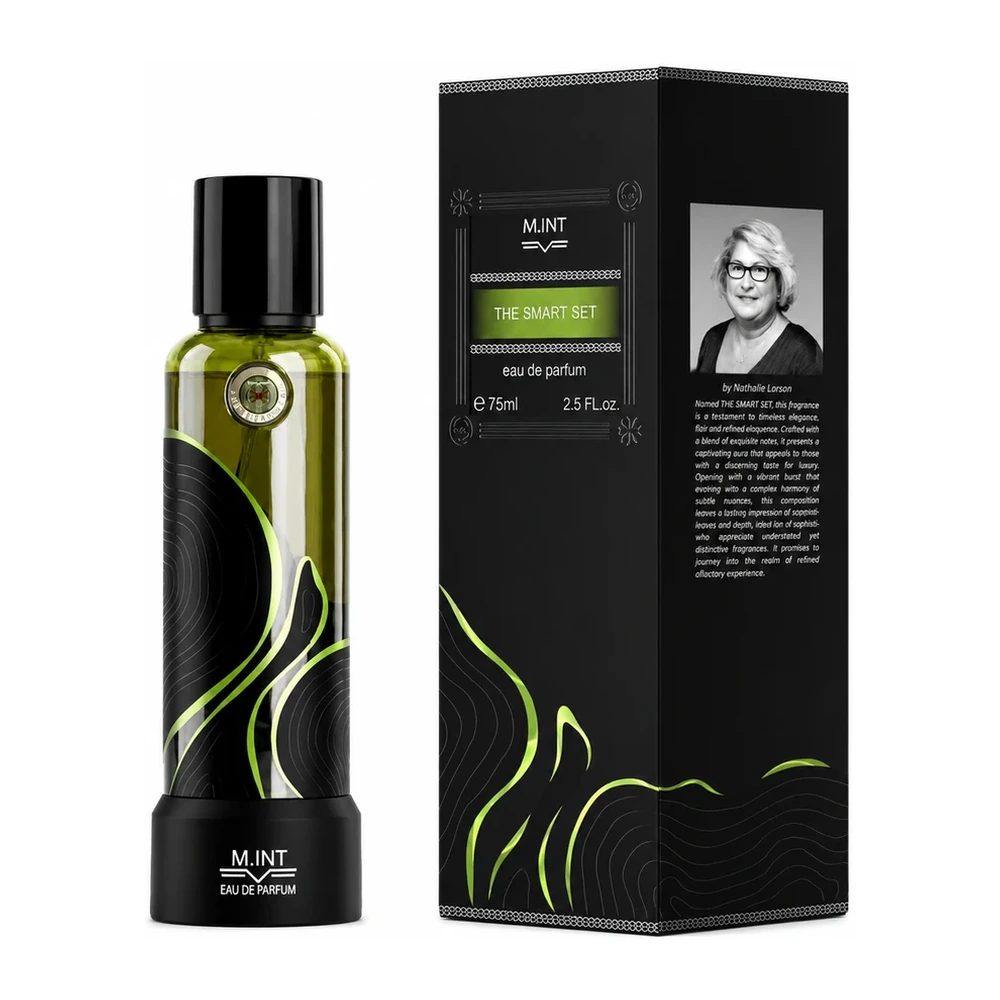 M.INT
EAU DE PARFUM
M.INT
THE SMART SET
eau de parfum
e 75ml 2.5 FL.oz.
by Nathalie Lorson
Named THE SMART SET, this fragrance
is a testament to timeless elegance,
flair and refined eloquence. Crafted with
a blend of exquisite notes, it presents a
captivating aura that appeals to those
with a discerning taste for luxury.
Opening with a vibrant burst that
evoking wito a complex harmony of
subtle nuances, this composition
leaves a lasting impression of
leaves and depth, of sophisti-
who appreciate understated yet
distinctive fragrances. It promises to
journey into the realm of refined
olfactory experience.